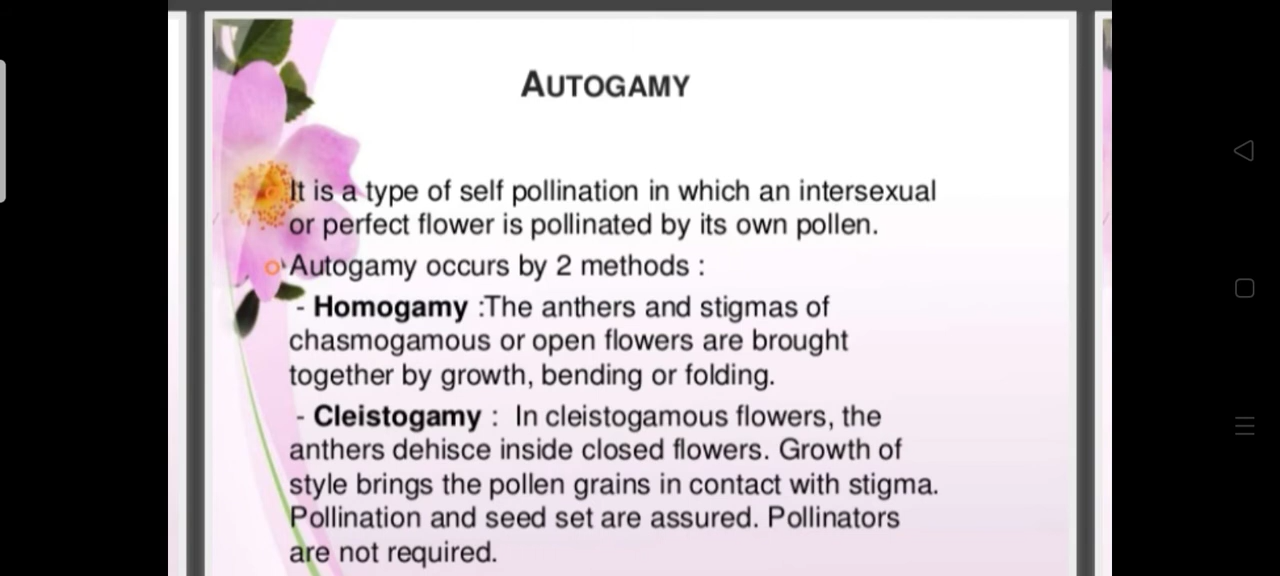 AUTOGAMY
It is a type of self pollination in which an intersexual
or perfect flower is pollinated by its own pollen.
Autogamy occurs by 2 methods :
- Homogamy :The anthers and stigmas of
chasmogamous or open flowers are brought
together by growth, bending or folding.
- Cleistogamy : In cleistogamous flowers, the
anthers dehisce inside closed flowers. Growth of
style brings the pollen grains in contact with stigma.
Pollination and seed set are assured. Pollinators
are not required.